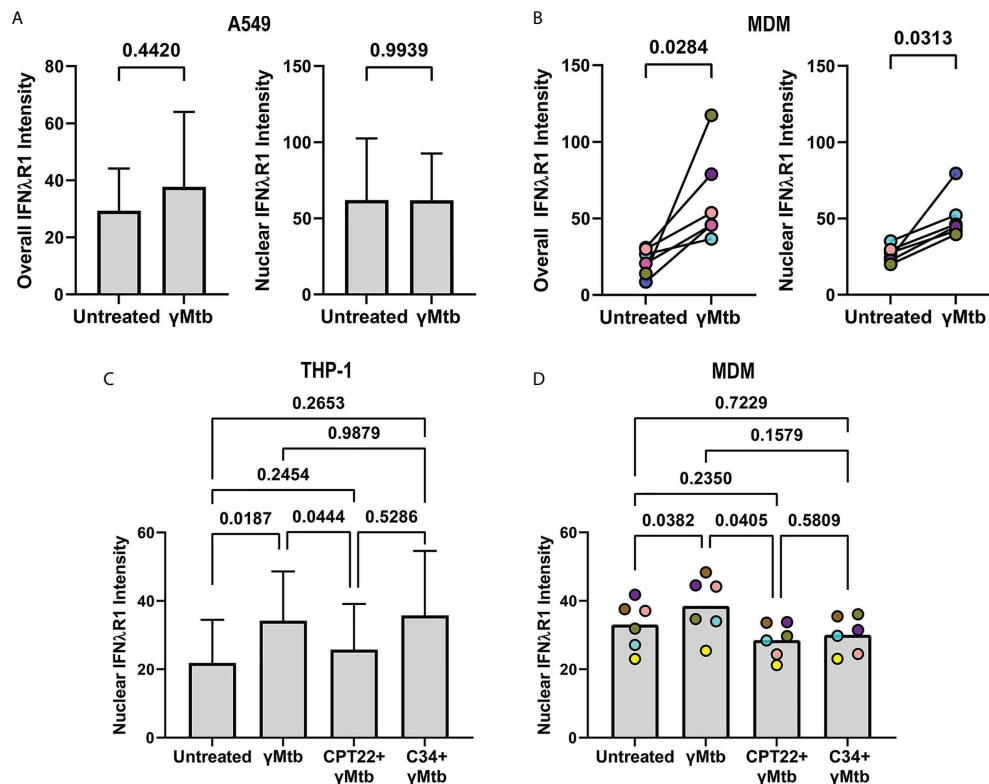 A
A549
0.4420
Overall IFNλR1 Intensity
80
60
40
20
0
Untreated γMtb
0.9939
Nuclear IFNλR1 Intensity
150
100
50
0
Untreated γMtb
B
MDM
0.0284
Overall IFNλR1 Intensity
150
100
50
0
Untreated γMtb
0.0313
Nuclear IFNλR1 Intensity
150
100
50
0
Untreated γMtb
C
THP-1
0.2653
0.9879
0.2454
0.0187 0.0444 0.5286
Nuclear IFNλR1 Intensity
60
40
20
0
Untreated γMtb CPT22+ C34+
γMtb γMtb
D
MDM
0.7229
0.1579
0.2350
0.0382 0.0405 0.5809
Nuclear IFNλR1 Intensity
60
40
20
0
Untreated γMtb CPT22+ C34+
γMtb γMtb